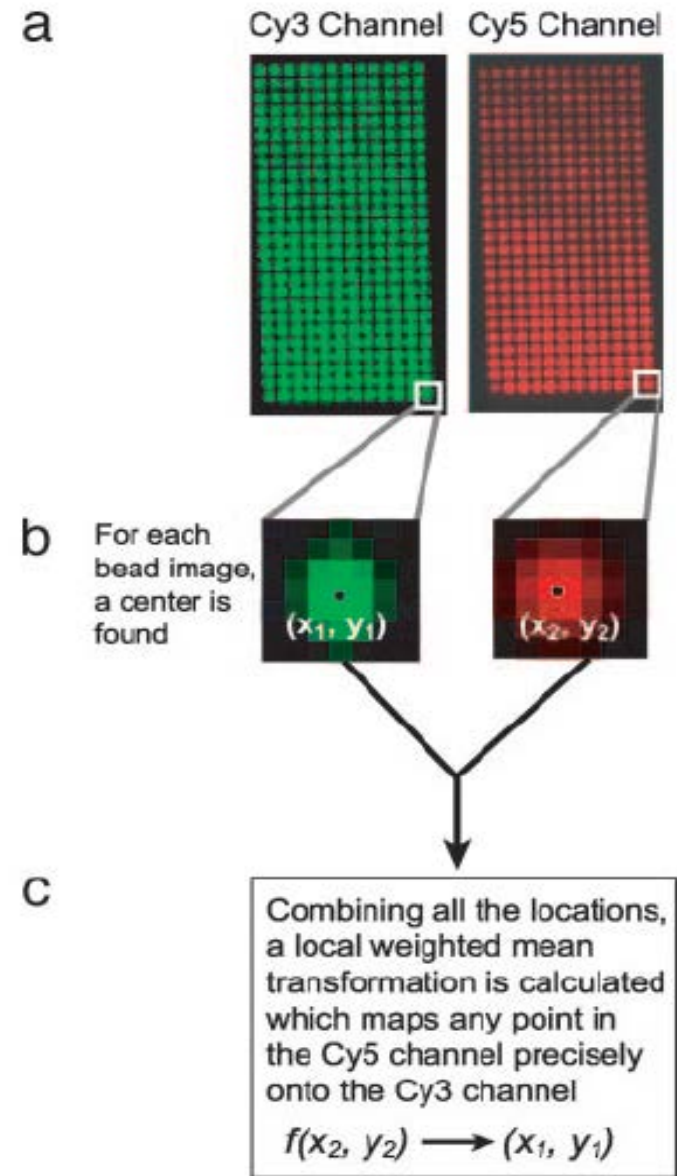 a
Cy3 Channel Cy5 Channel
b
For each
bead image,
a center is
found
(x₁, y₁)
(x₂, y₂)
c
Combining all the locations,
a local weighted mean
transformation is calculated
which maps any point in
the Cy5 channel precisely
onto the Cy3 channel
f(x₂, y₂) ⟶ (x₁, y₁)